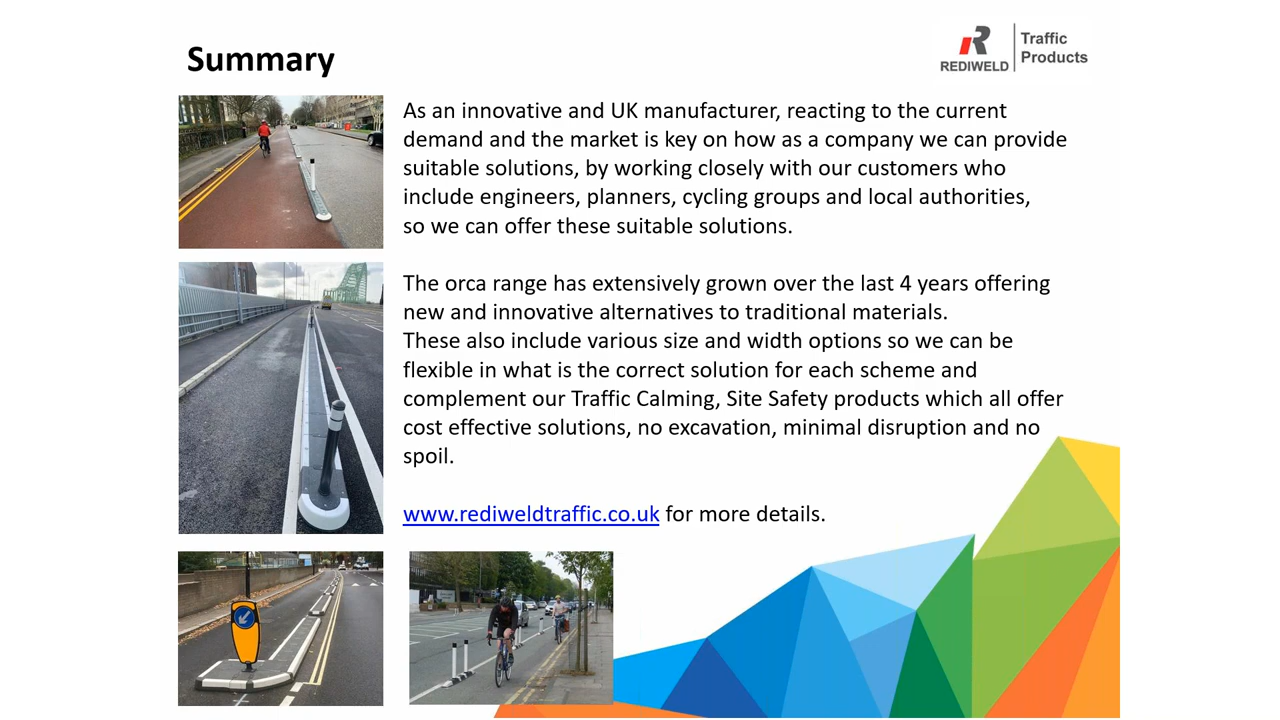 Summary
REDIWELD
Traffic
Products
As an innovative and UK manufacturer, reacting to the current
demand and the market is key on how as a company we can provide
suitable solutions, by working closely with our customers who
include engineers, planners, cycling groups and local authorities,
so we can offer these suitable solutions.
The orca range has extensively grown over the last 4 years offering
new and innovative alternatives to traditional materials.
These also include various size and width options so we can be
flexible in what is the correct solution for each scheme and
complement our Traffic Calming, Site Safety products which all offer
cost effective solutions, no excavation, minimal disruption and no
spoil.
www.rediweldtraffic.co.uk for more details.